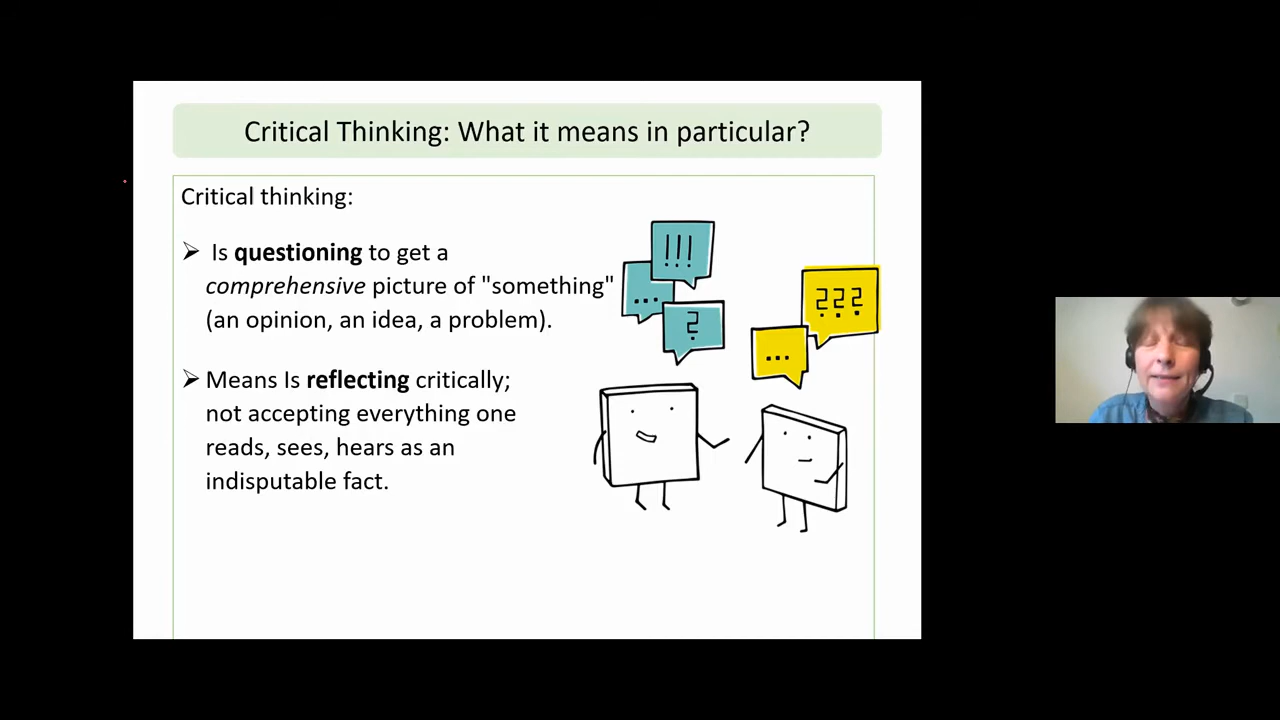 Critical Thinking: What it means in particular?
Critical thinking:
➢ Is questioning to get a
comprehensive picture of "something"
(an opinion, an idea, a problem).
➢ Means Is reflecting critically;
not accepting everything one
reads, sees, hears as an
indisputable fact.
!!!
...
?
???
...